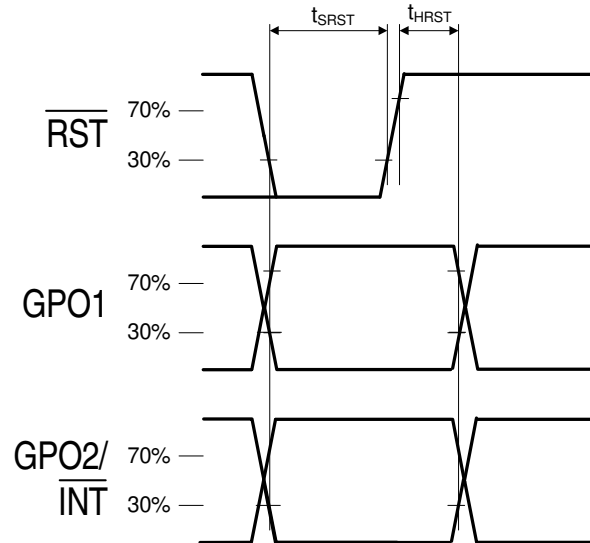 tSRST
tHRST
70%
RST
30%
70%
GPO1
30%
GPO2/
70%
INT
30%